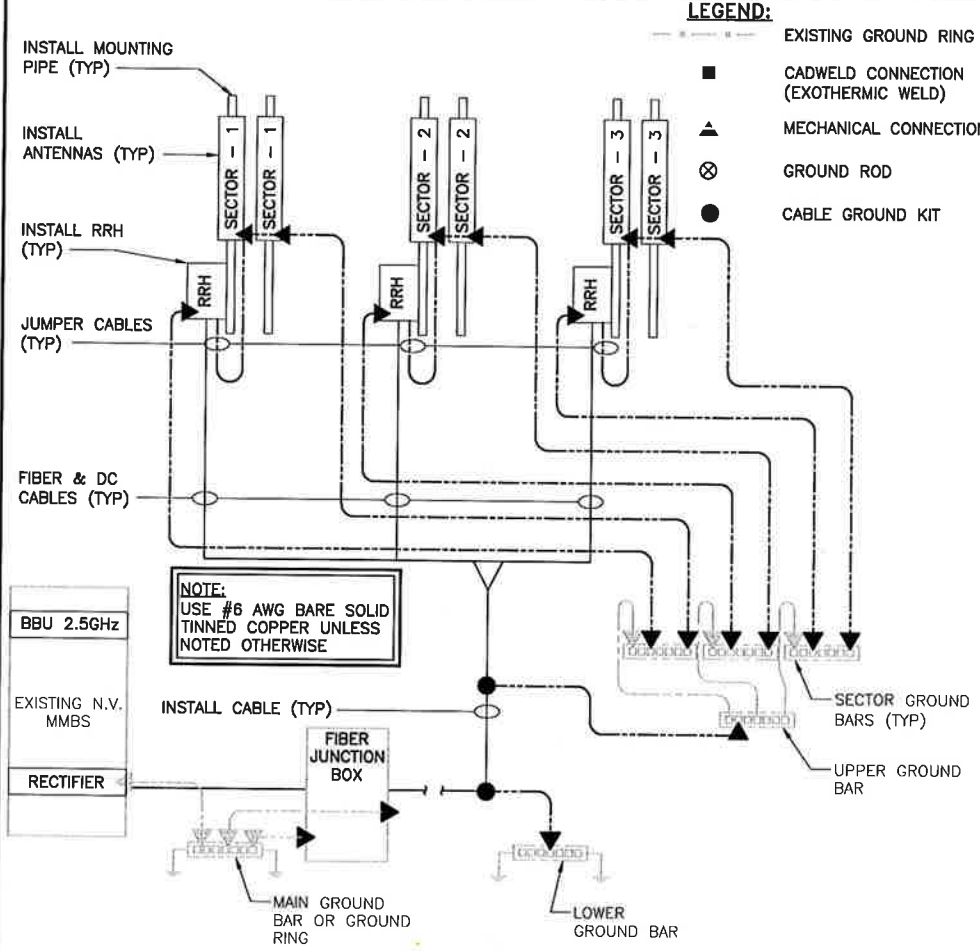 LEGEND:
EXISTING GROUND RING
CADWELD CONNECTION
(EXOTHERMIC WELD)
MECHANICAL CONNECTION
GROUND ROD
CABLE GROUND KIT
INSTALL MOUNTING
PIPE (TYP)
INSTALL
ANTENNAS (TYP)
INSTALL RRH
(TYP)
JUMPER CABLES
(TYP)
FIBER & DC
CABLES (TYP)
SECTOR - 1
SECTOR - 1
SECTOR - 2
SECTOR - 2
SECTOR - 3
SECTOR - 3
RRH
RRH
RRH
NOTE:
USE #6 AWG BARE SOLID
TINNED COPPER UNLESS
NOTED OTHERWISE
BBU 2.5GHz
EXISTING N.V.
MMBS
RECTIFIER
INSTALL CABLE (TYP)
FIBER
JUNCTION
BOX
SECTOR GROUND
BARS (TYP)
UPPER GROUND
BAR
MAIN GROUND
BAR OR GROUND
RING
LOWER
GROUND BAR